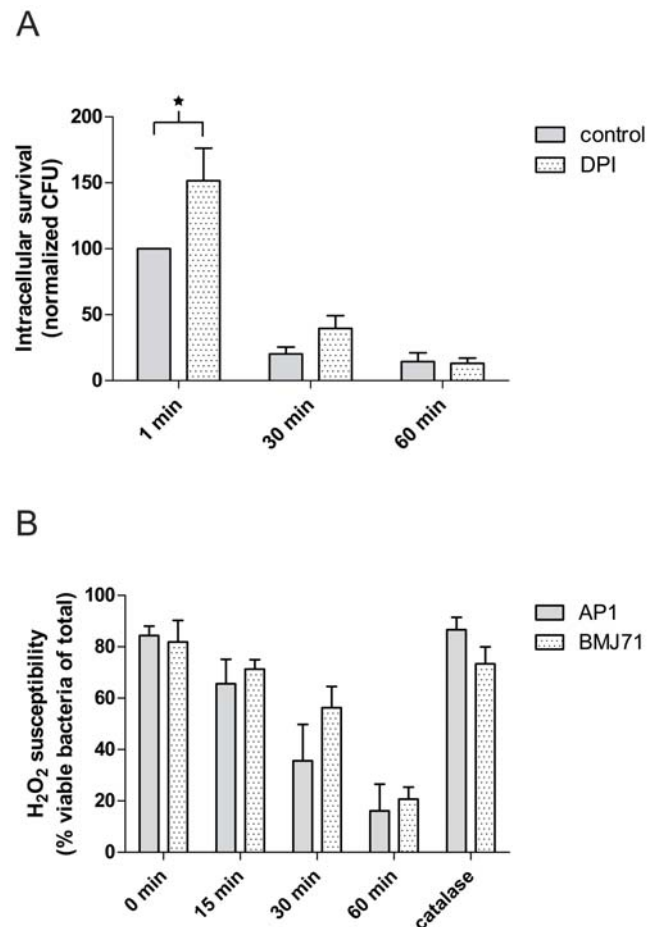 A
Intracellular survival
(normalized CFU)
200
150
100
50
0
★
control
DPI
1 min
30 min
60 min
B
H₂O₂ susceptibility
(% viable bacteria of total)
100
80
60
40
20
0
AP1
BMJ71
0 min
15 min
30 min
60 min
catalase